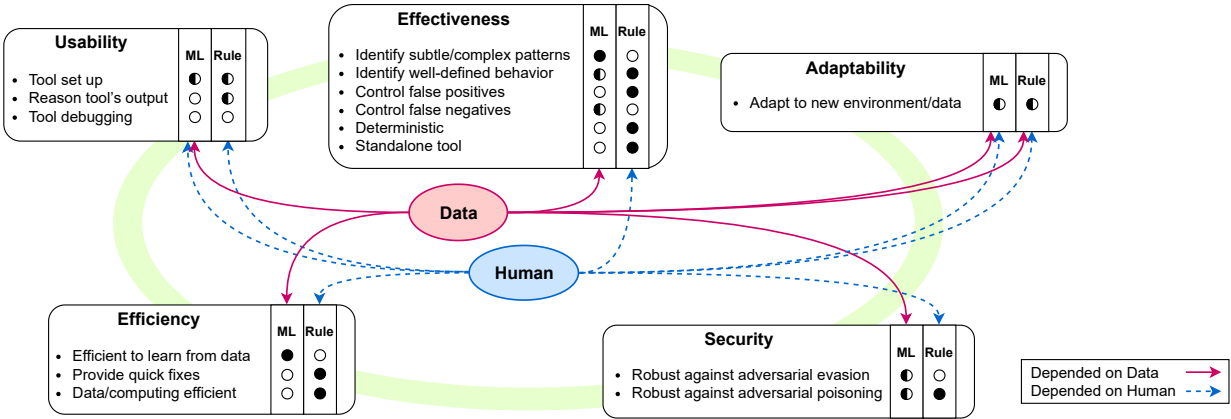 Usability
ML Rule
• Tool set up
• Reason tool's output
• Tool debugging
Effectiveness
ML Rule
• Identify subtle/complex patterns
• Identify well-defined behavior
• Control false positives
• Control false negatives
• Deterministic
• Standalone tool
Adaptability
ML Rule
• Adapt to new environment/data
Data
Human
Efficiency
ML Rule
• Efficient to learn from data
• Provide quick fixes
• Data/computing efficient
Security
ML Rule
• Robust against adversarial evasion
• Robust against adversarial poisoning
Depended on Data
Depended on Human